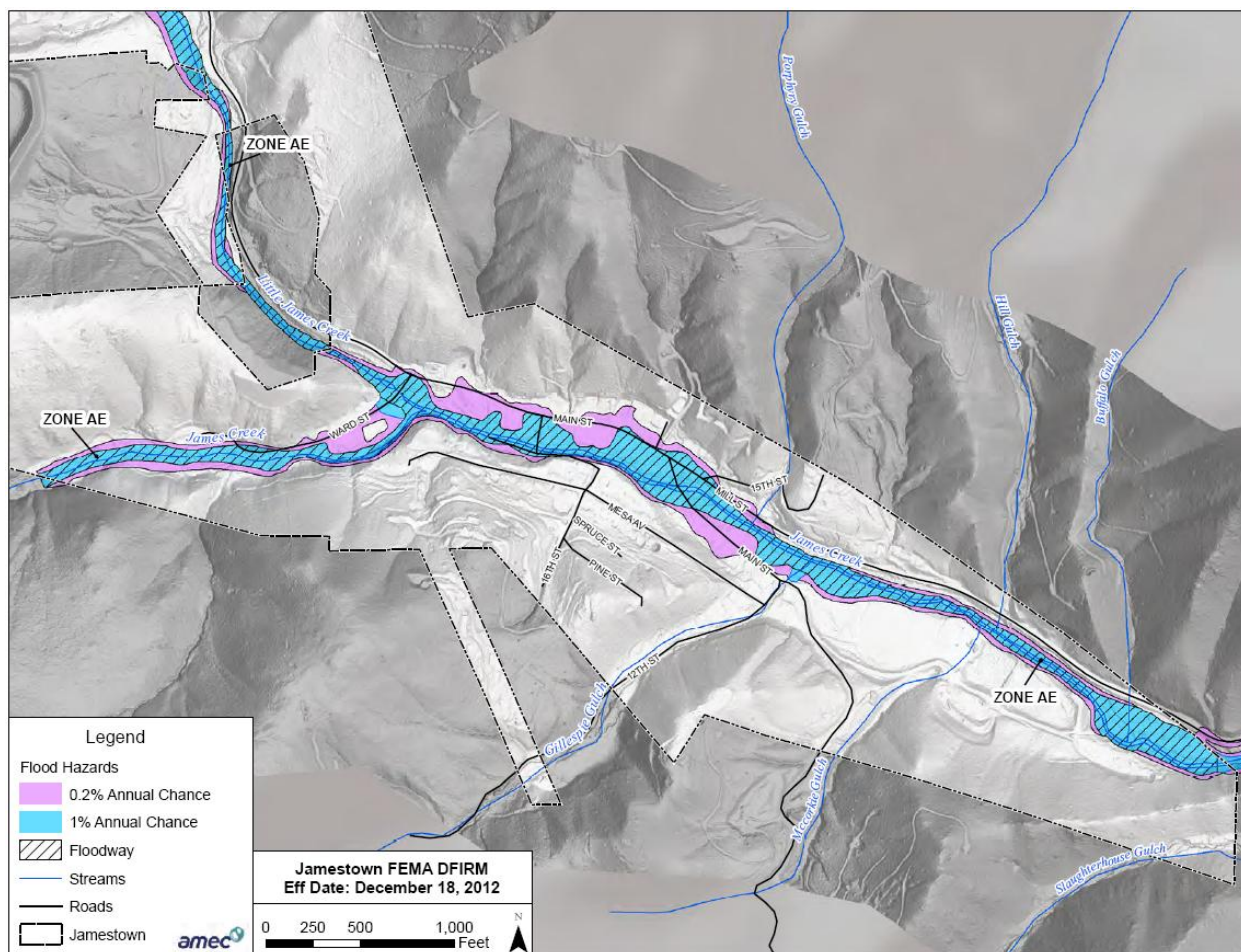 Porphyry Gulch
ZONE AE
Little James Creek
Hill Gulch
Buffalo Gulch
ZONE AE
James Creek
WARD ST
MAIN ST
15TH ST
MILL ST
MESA AV
James Creek
SPRUCE ST
MAIN ST
16TH ST
PINE ST
12TH ST
ZONE AE
Gillespie Gulch
Mccorkie Gulch
Slaughterhouse Gulch
Legend
Flood Hazards
0.2% Annual Chance
1% Annual Chance
Floodway
Streams
Roads
Jamestown
amec
Jamestown FEMA DFIRM
Eff Date: December 18, 2012
0 250 500 1,000
Feet
N